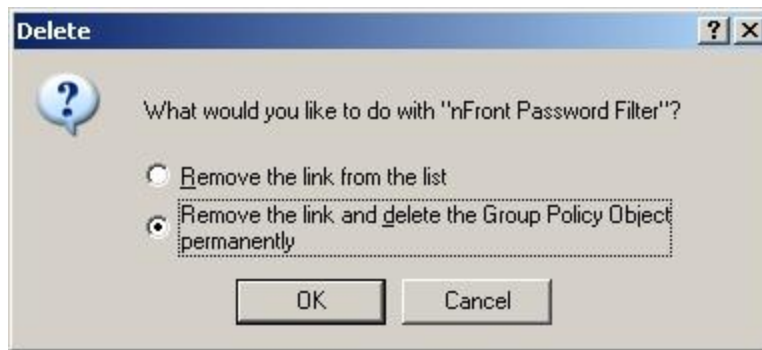 Delete
What would you like to do with "nFront Password Filter"?
Remove the link from the list
Remove the link and delete the Group Policy Object
permanently
OK Cancel